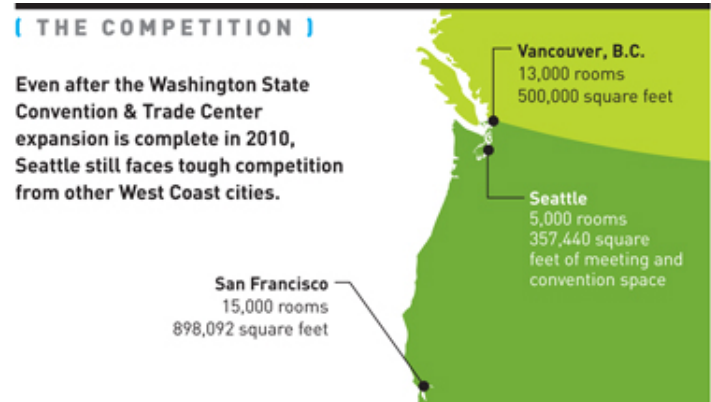 ( THE COMPETITION )
Even after the Washington State
Convention & Trade Center
expansion is complete in 2010,
Seattle still faces tough competition
from other West Coast cities.
Vancouver, B.C.
13,000 rooms
500,000 square feet
Seattle
5,000 rooms
357,440 square
feet of meeting and
convention space
San Francisco
15,000 rooms
898,092 square feet